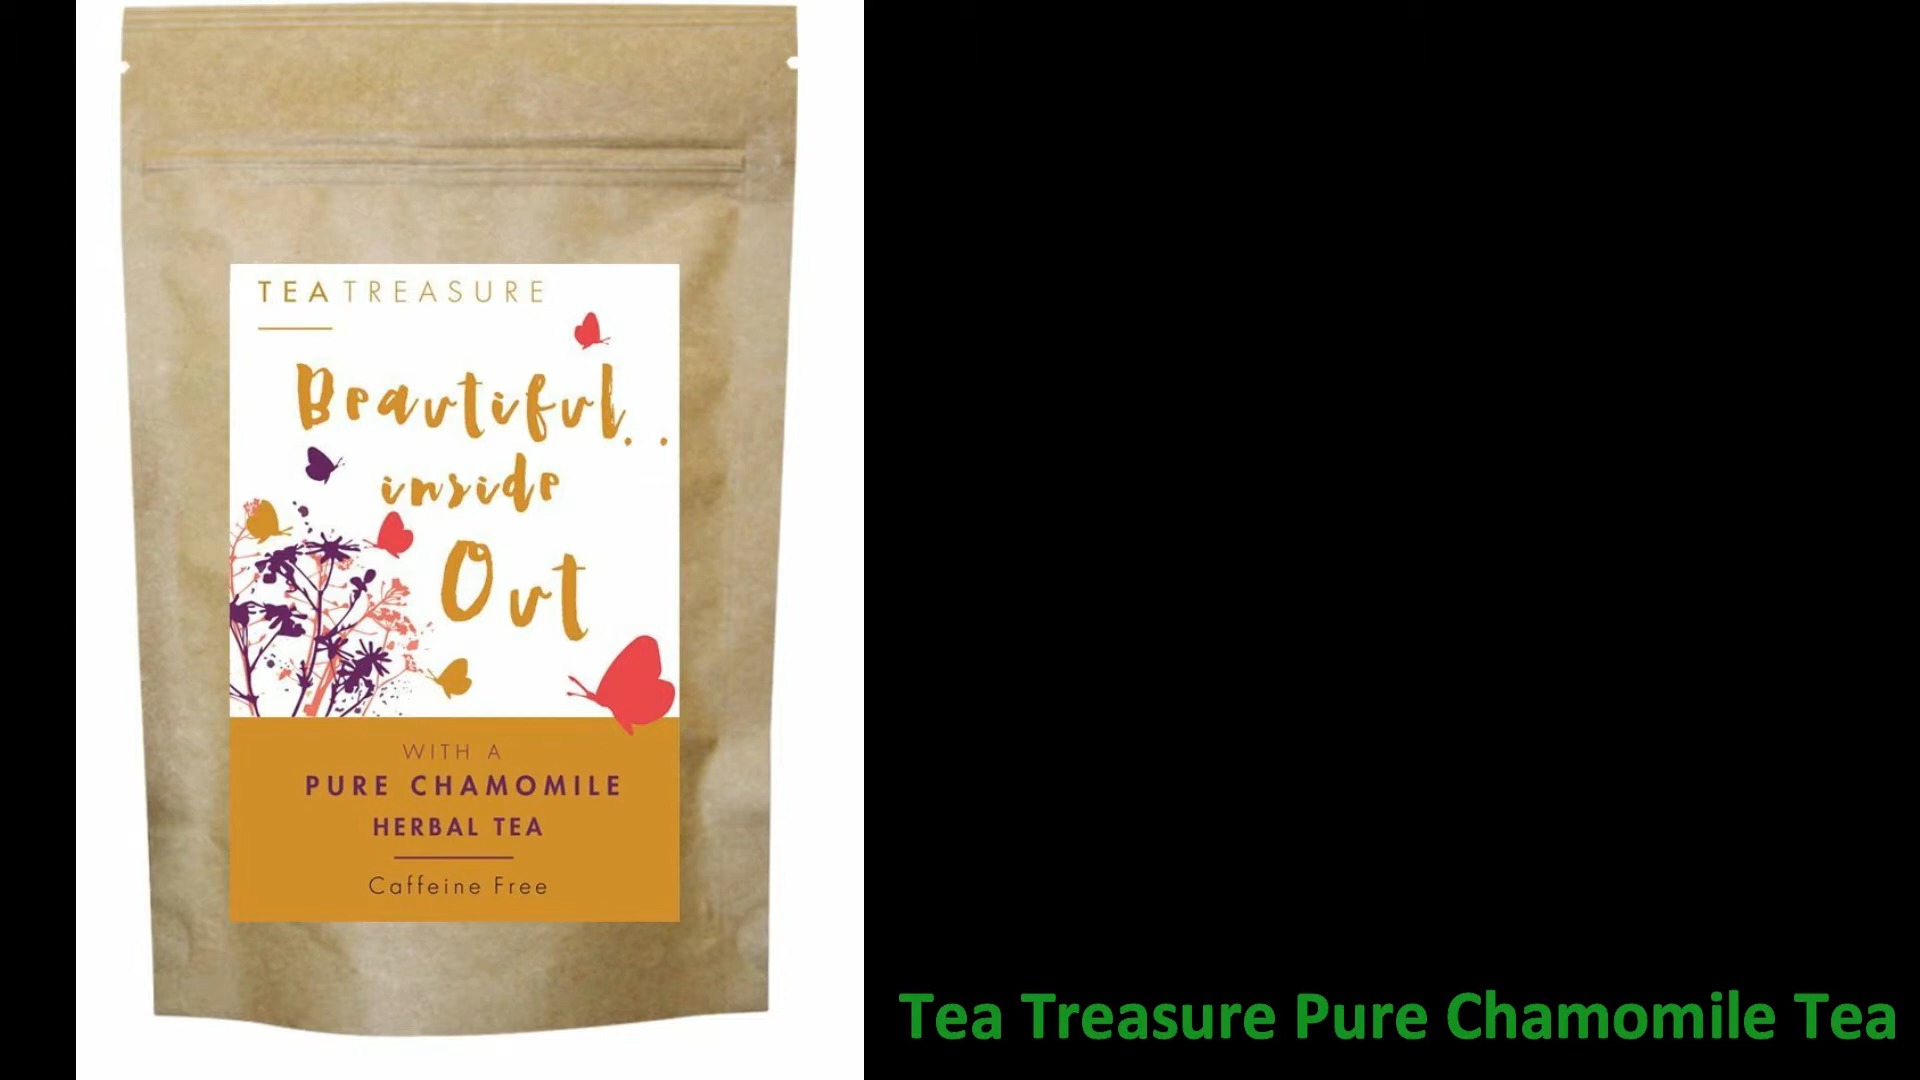 TEA TREASURE
Beautiful..
inside
Out
WITH A
PURE CHAMOMILE
HERBAL TEA
Caffeine Free
Tea Treasure Pure Chamomile Tea